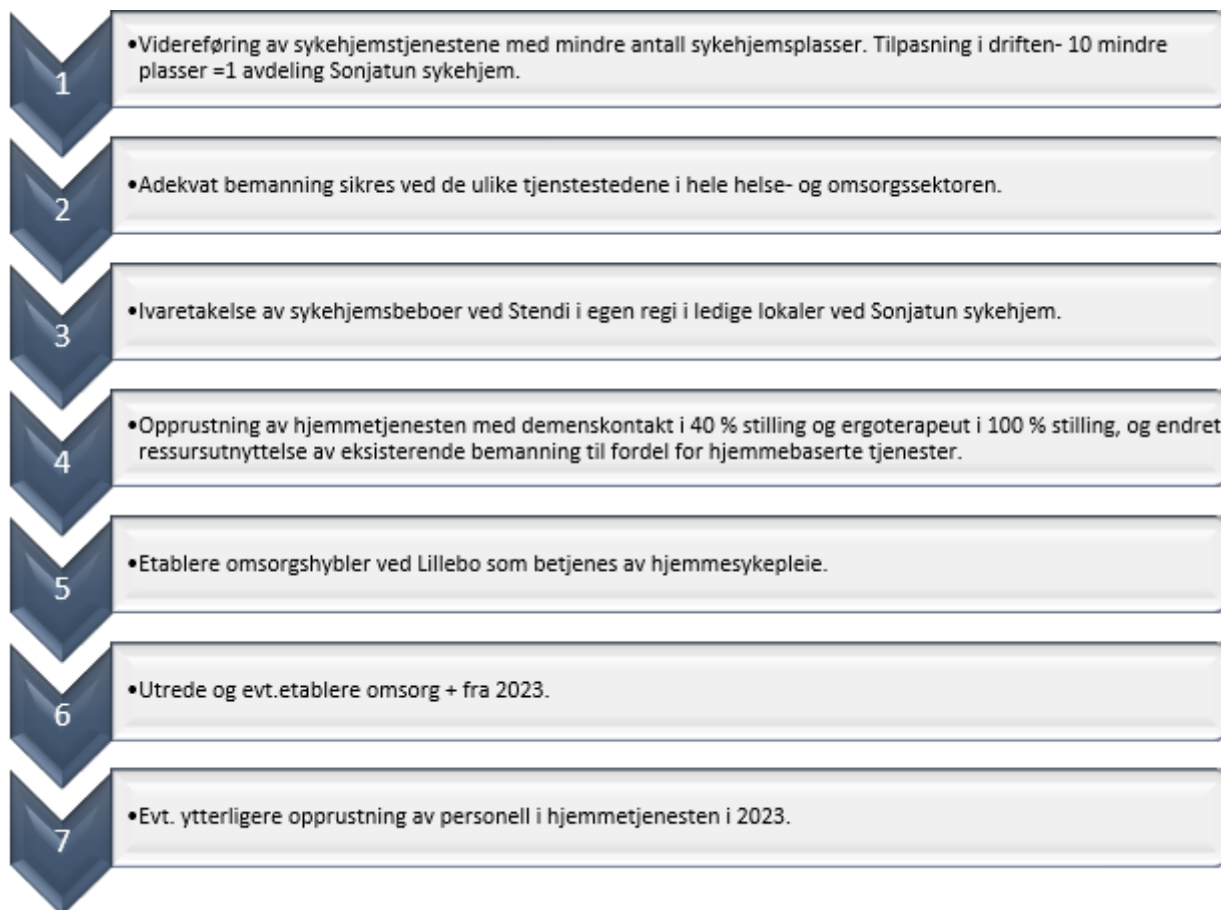 1
•Videreføring av sykehjemstjenestene med mindre antall sykehjemsplasser. Tilpasning i driften- 10 mindre
plasser =1 avdeling Sonjatun sykehjem.
2
•Adekvat bemanning sikres ved de ulike tjenstestedene i hele helse- og omsorgssektoren.
3
•Ivaretakelse av sykehjemsbeboer ved Stendi i egen regi i ledige lokaler ved Sonjatun sykehjem.
4
•Opprustning av hjemmetjenesten med demenskontakt i 40 % stilling og ergoterapeut i 100 % stilling, og endret
ressursutnyttelse av eksisterende bemanning til fordel for hjemmebaserte tjenester.
5
•Etablere omsorgshybler ved Lillebo som betjenes av hjemmesykepleie.
6
•Utrede og evt.etablere omsorg + fra 2023.
7
•Evt. ytterligere opprustning av personell i hjemmetjenesten i 2023.